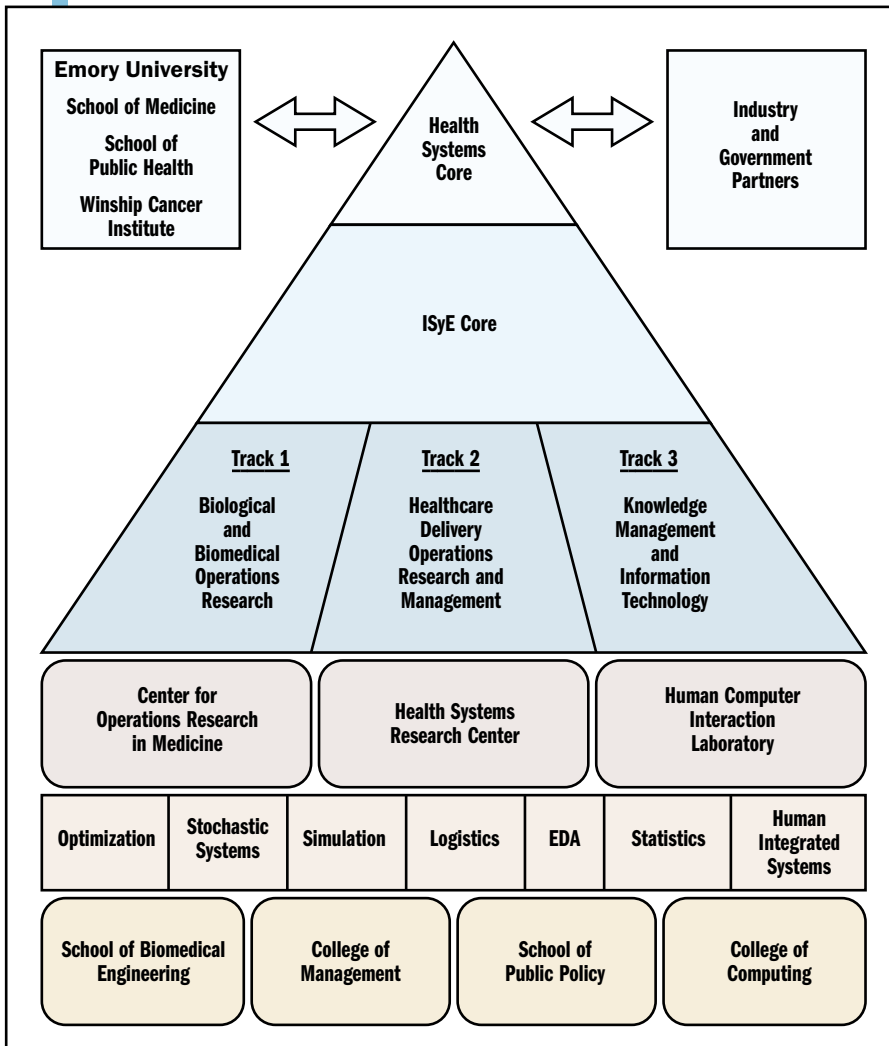 Emory University
School of Medicine
School of
Public Health
Winship Cancer
Institute
Health
Systems
Core
Industry
and
Government
Partners
ISyE Core
Track 1
Biological
and
Biomedical
Operations
Research
Track 2
Healthcare
Delivery
Operations
Research and
Management
Track 3
Knowledge
Management
and
Information
Technology
Center for
Operations Research
in Medicine
Health Systems
Research Center
Human Computer
Interaction
Laboratory
Optimization
Stochastic
Systems
Simulation
Logistics
EDA
Statistics
Human
Integrated
Systems
School of Biomedical
Engineering
College of
Management
School of
Public Policy
College of
Computing